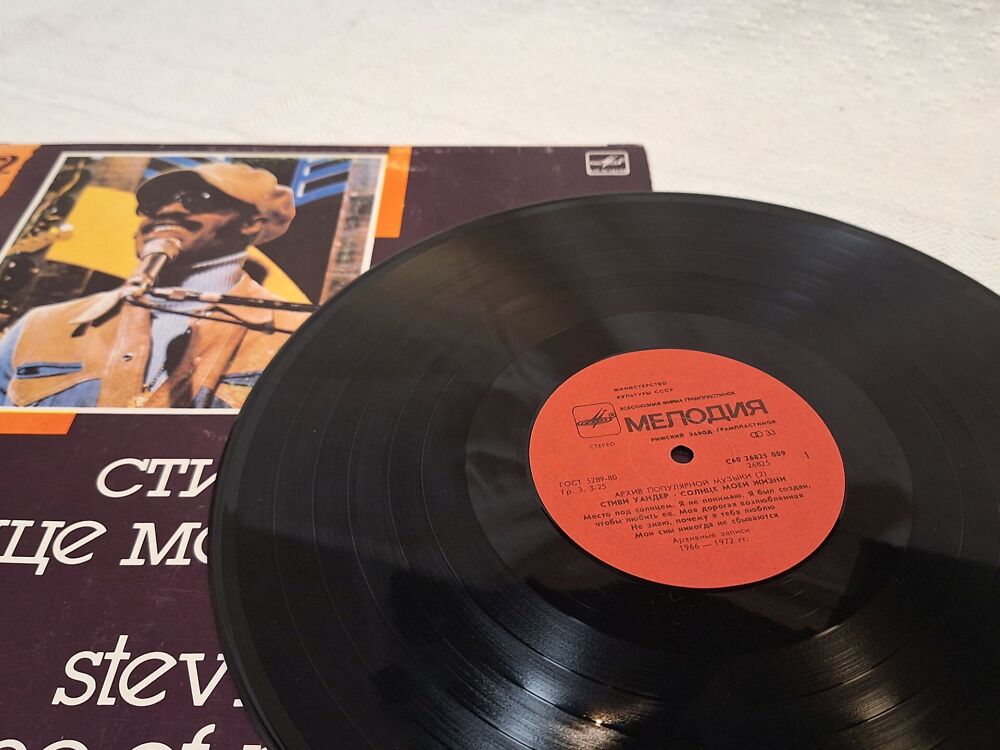 2
СТИ
ЦЕ МО
stev
МИНИСТЕРСТВО
КУЛЬТУРЫ СССР
ВСЕСОЮЗНАЯ ФИРМА ГРАМПЛАСТИНОК
МЕЛОДИЯ
РИЖСКИЙ ЗАВОД ГРАМПЛАСТИНОК
СТЕРЕО
33
ГОСТ 5289-80
Гр. 3. 3-25
С60 26825 009
26825
1
АРХИВ ПОПУЛЯРНОЙ МУЗЫКИ (2)
СТИВИ УАНДЕР - СОЛНЦЕ МОЕЙ ЖИЗНИ
Место под солнцем. Я не понимаю. Я был создан,
чтобы любить ее. Моя дорогая возлюбленная
Не знаю, почему я тебя люблю
Мои сны никогда не сбываются
Архивные записи
1966 — 1972 гг.